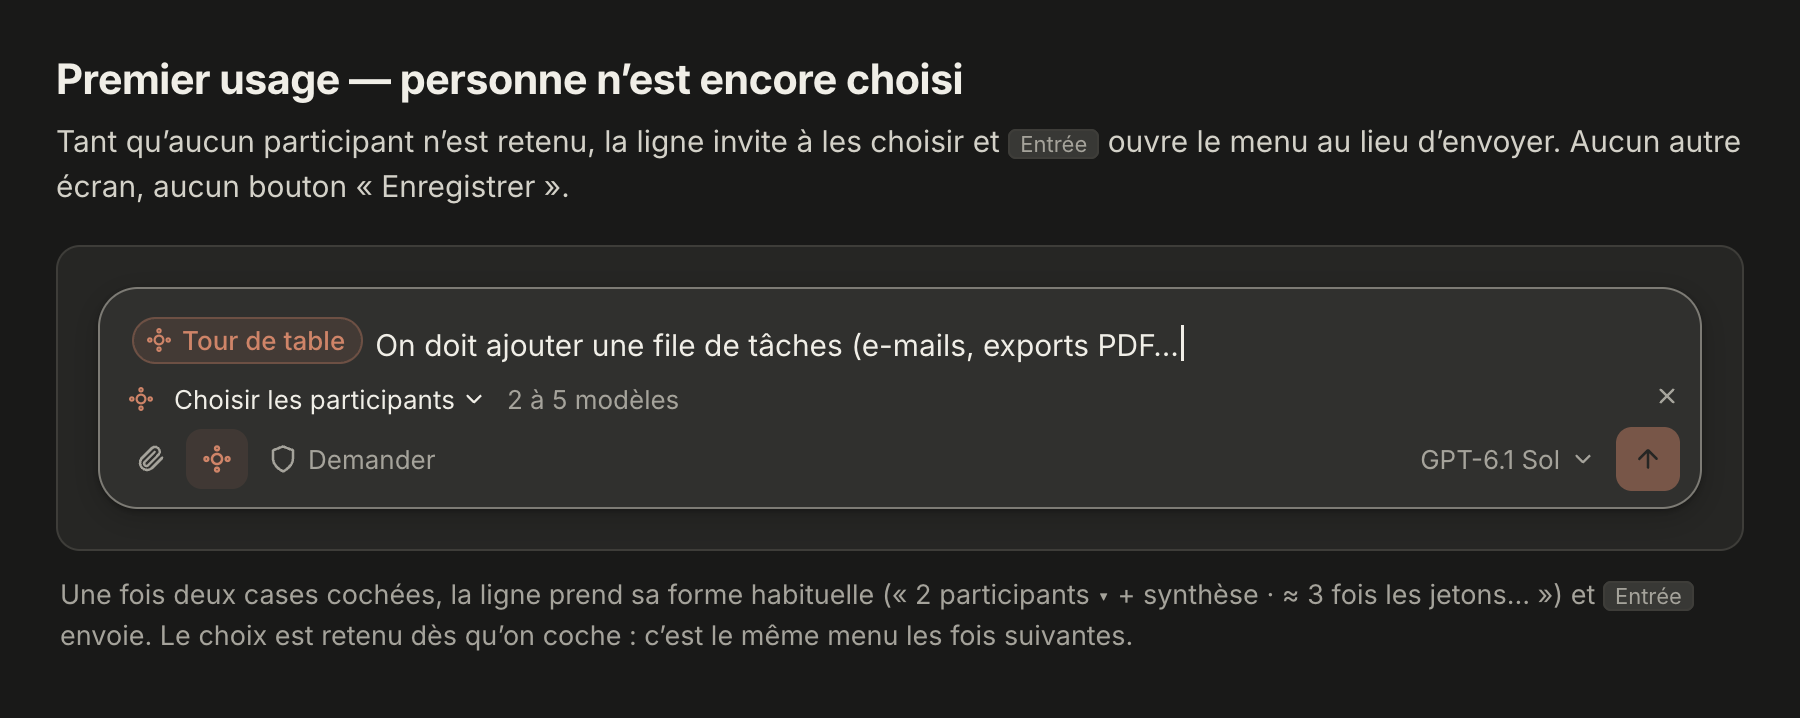 Premier usage — personne n’est encore choisi
Tant qu’aucun participant n’est retenu, la ligne invite à les choisir et Entrée ouvre le menu au lieu d’envoyer. Aucun autre
écran, aucun bouton « Enregistrer ».
Tour de table On doit ajouter une file de tâches (e-mails, exports PDF…
Choisir les participants 2 à 5 modèles
Demander GPT-6.1 Sol
Une fois deux cases cochées, la ligne prend sa forme habituelle (« 2 participants ▾ + synthèse · ≈ 3 fois les jetons… ») et Entrée
envoie. Le choix est retenu dès qu’on coche : c’est le même menu les fois suivantes.